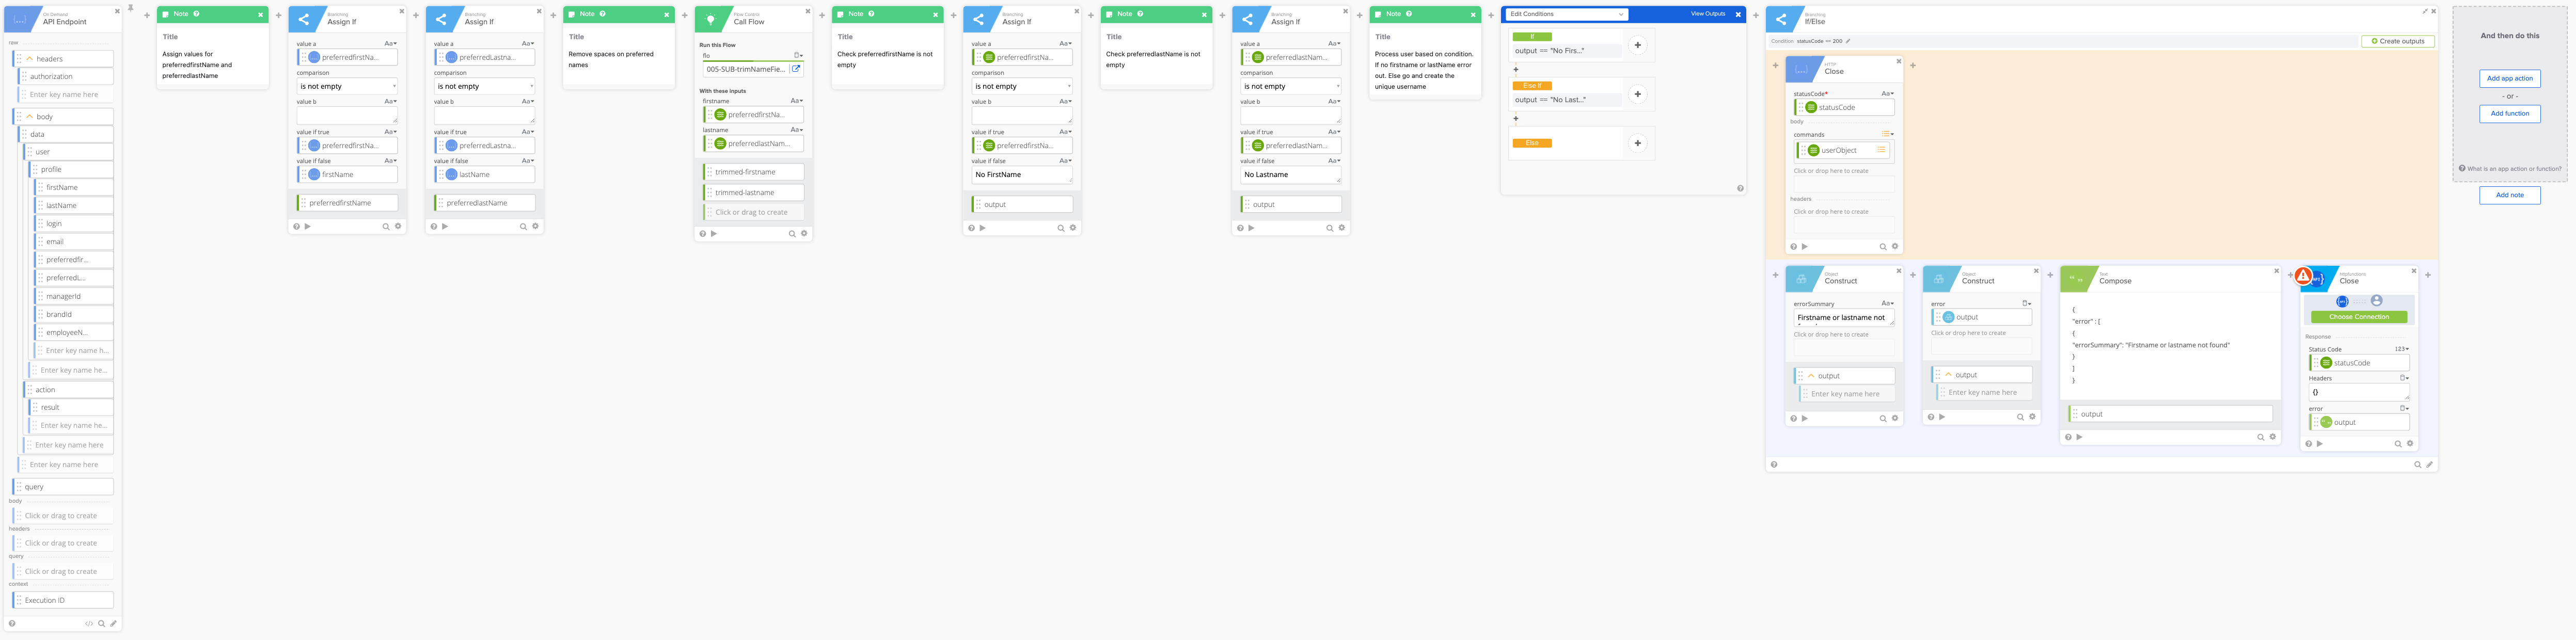 On Demand
API Endpoint
raw
headers
authorization
Enter key name here
body
data
user
profile
firstName
lastName
login
email
preferredfir...
preferredL...
managerId
brandId
employeeN...
Enter key name h...
Enter key name he...
action
result
Enter key name he...
Enter key name here
Enter key name here
query
body
Click or drag to create
headers
Click or drag to create
query
Click or drag to create
context
Execution ID
Note
Title
Assign values for
preferredfirstName and
preferredlastName
Branching
Assign If
value a
preferredfirstNa...
comparison
is not empty
value b
value if true
preferredfirstNa...
value if false
firstName
preferredfirstName
Branching
Assign If
value a
preferredLastna...
comparison
is not empty
value b
value if true
preferredLastna...
value if false
lastName
preferredlastName
Note
Title
Remove spaces on preferred
names
Flow Control
Call Flow
Run this Flow
flo
005-SUB-trimNameFie...
With these inputs
firstname
preferredfirstNa...
lastname
preferredlastNam...
trimmed-firstname
trimmed-lastname
Click or drag to create
Note
Title
Check preferredfirstName is not
empty
Branching
Assign If
value a
preferredfirstNa...
comparison
is not empty
value b
value if true
preferredfirstNa...
value if false
No FirstName
output
Note
Title
Check preferredlastName is not
empty
Branching
Assign If
value a
preferredlastNam...
comparison
is not empty
value b
value if true
preferredlastNam...
value if false
No Lastname
output
Note
Title
Process user based on condition.
If no firstname or lastName error
out. Else go and create the
unique username
Edit Conditions
View Outputs
If
output == "No Firs..."
Else If
output == "No Last..."
Else
Branching
If/Else
Condition statusCode == 200
Create outputs
HTTP
Close
statusCode*
statusCode
body
commands
userObject
Click or drop here to create
headers
Click or drop here to create
Object
Construct
errorSummary
Firstname or lastname not
Click or drop here to create
output
Enter key name here
Object
Construct
error
output
Click or drop here to create
output
Enter key name here
Text
Compose
{
"error" : [
{
"errorSummary": "Firstname or lastname not found"
}
]
}
output
Httpfunctions
Close
Choose Connection
Response
Status Code
123
statusCode
Headers
{}
error
output
And then do this
Add app action
- or -
Add function
What is an app action or function?
Add note